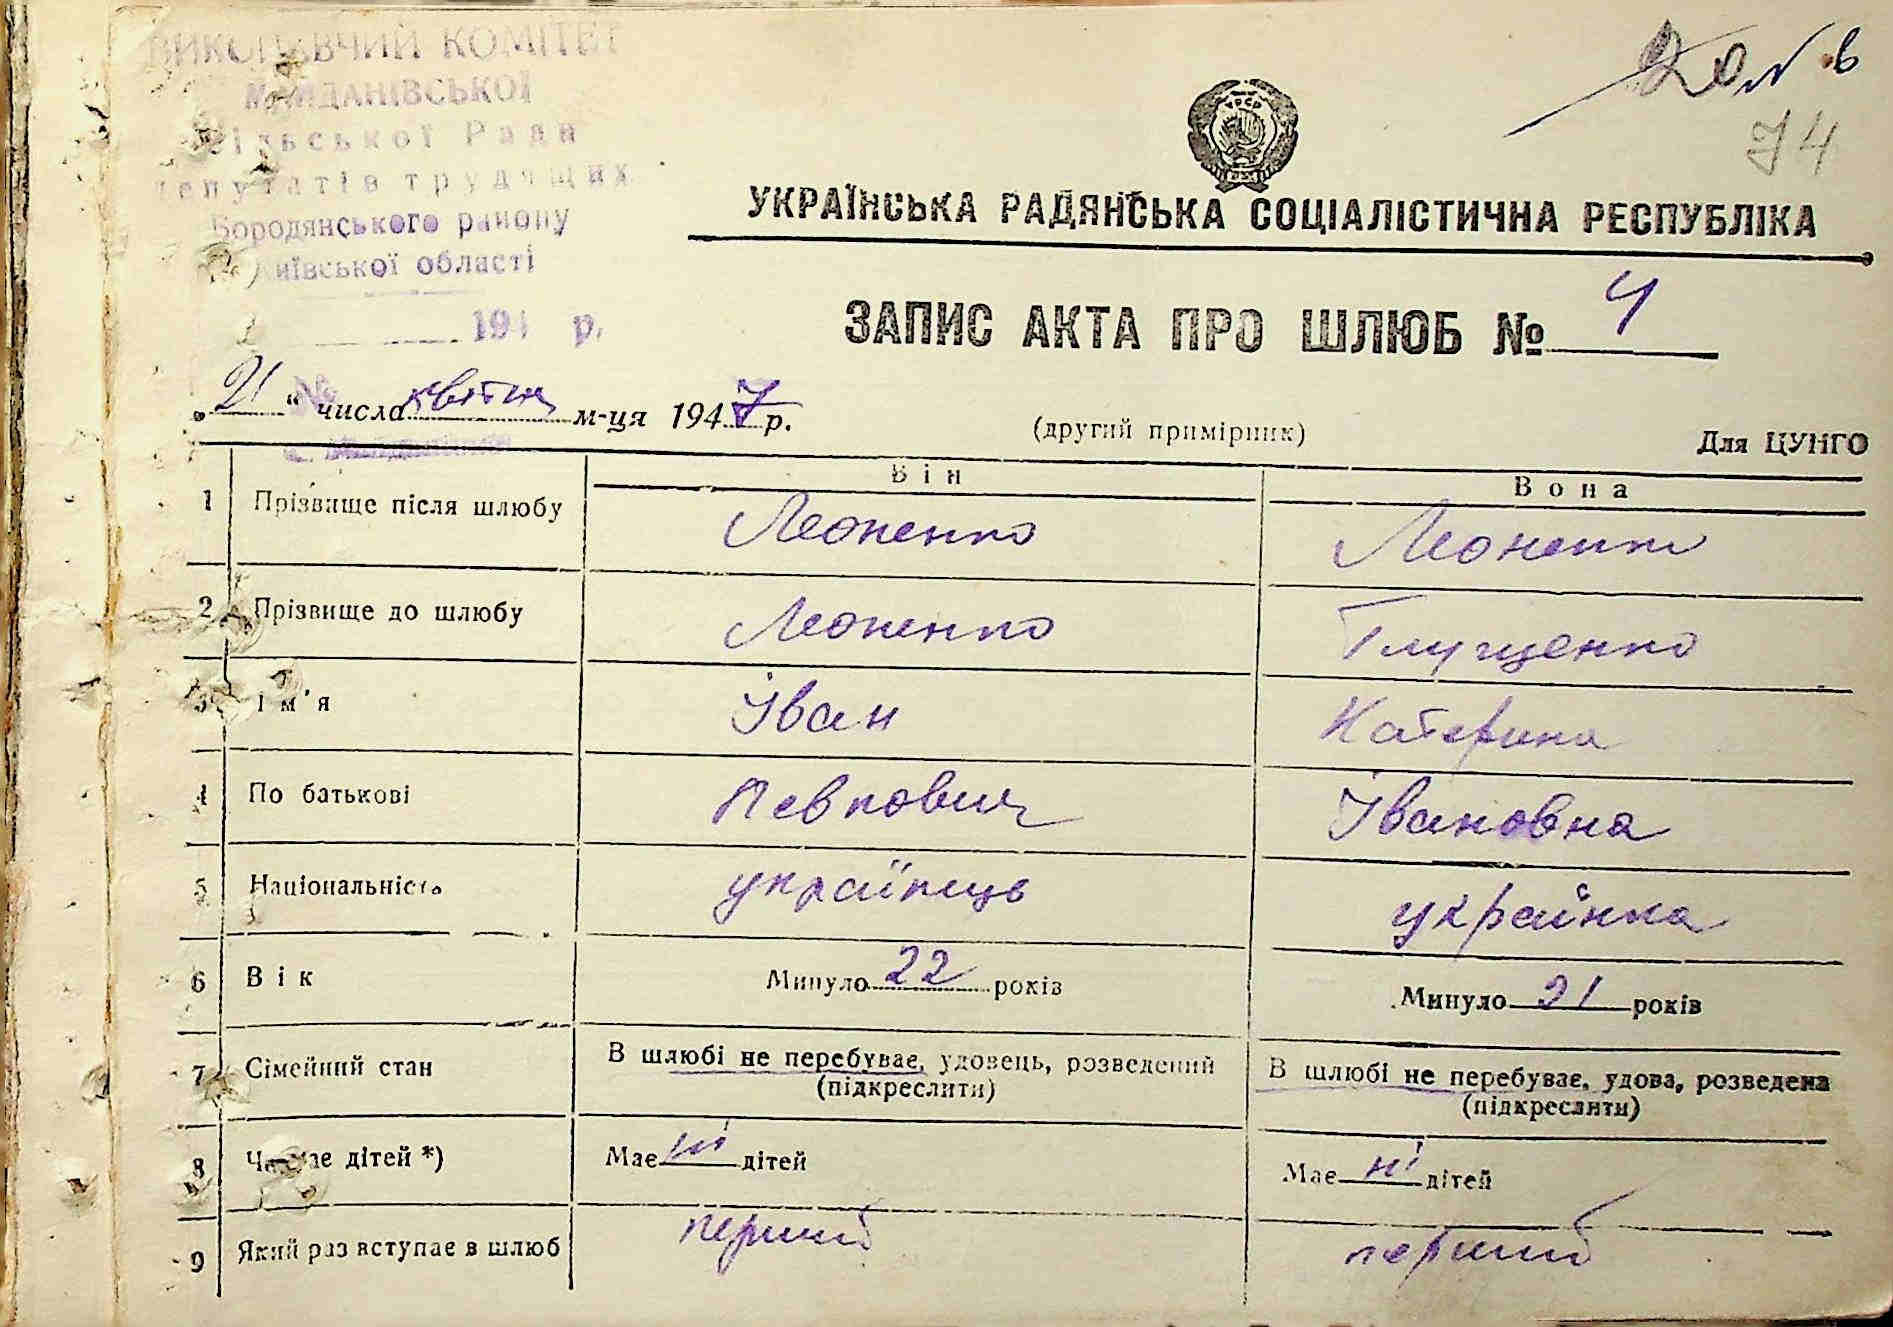 ВИКОНАВЧИЙ КОМІТЕТ
МАЙДАНІВСЬКОЇ
сільської Ради
депутатів трудящих
Бородянського району
Київської області
194 р.
№
74
УРСР
УКРАЇНСЬКА РАДЯНСЬКА СОЦІАЛІСТИЧНА РЕСПУБЛІКА
ЗАПИС АКТА ПРО ШЛЮБ № 4
„21“ числа квітня м-ця 1947 р.
(другий примірник)
Для ЦУНГО
Він
Вона
1 Прізвище після шлюбу Леоненко Леоненко
2 Прізвище до шлюбу Леоненко Глущенко
3 Ім'я Іван Катерина
4 По батькові Івановна
5 Національність українець українка
6 Вік Минуло 22 років Минуло 21 років
7 Сімейний стан В шлюбі не перебуває, удовець, розведений В шлюбі не перебуває, удова, розведена
(підкреслити) (підкреслити)
8 Чи має дітей *) Має ні дітей Має ні дітей
9 Який раз вступає в шлюб перший перший